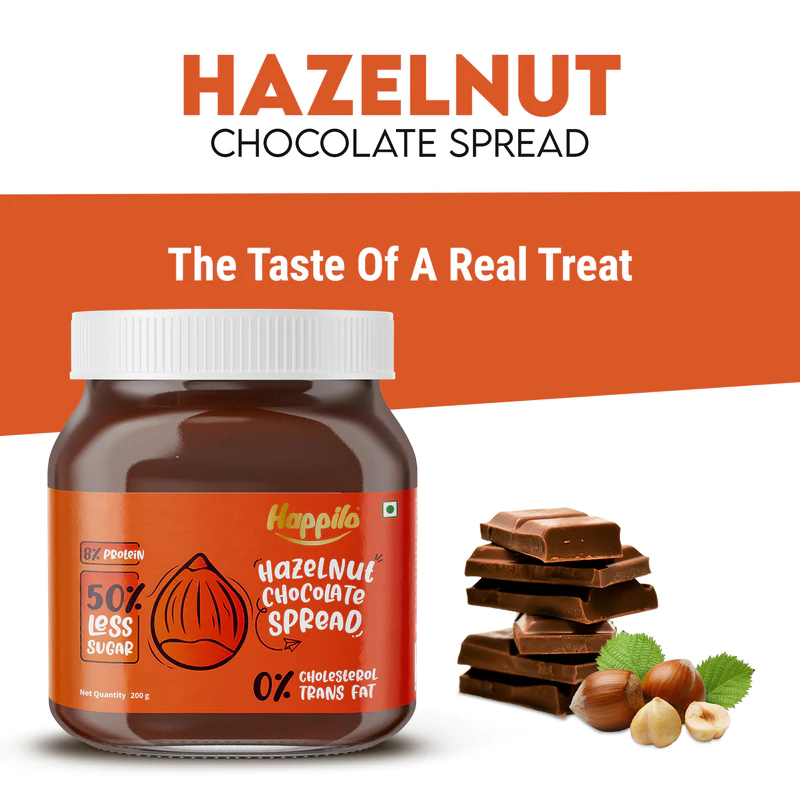 HAZELNUT
CHOCOLATE SPREAD
The Taste Of A Real Treat
Happilo
8% PROteiN
50%
LeSS
SUGAR
HaZeLNUt
CHOCOLATE
SPReAD
0% CHOleSteROL
TRANS FAT
Net Quantity 200 g